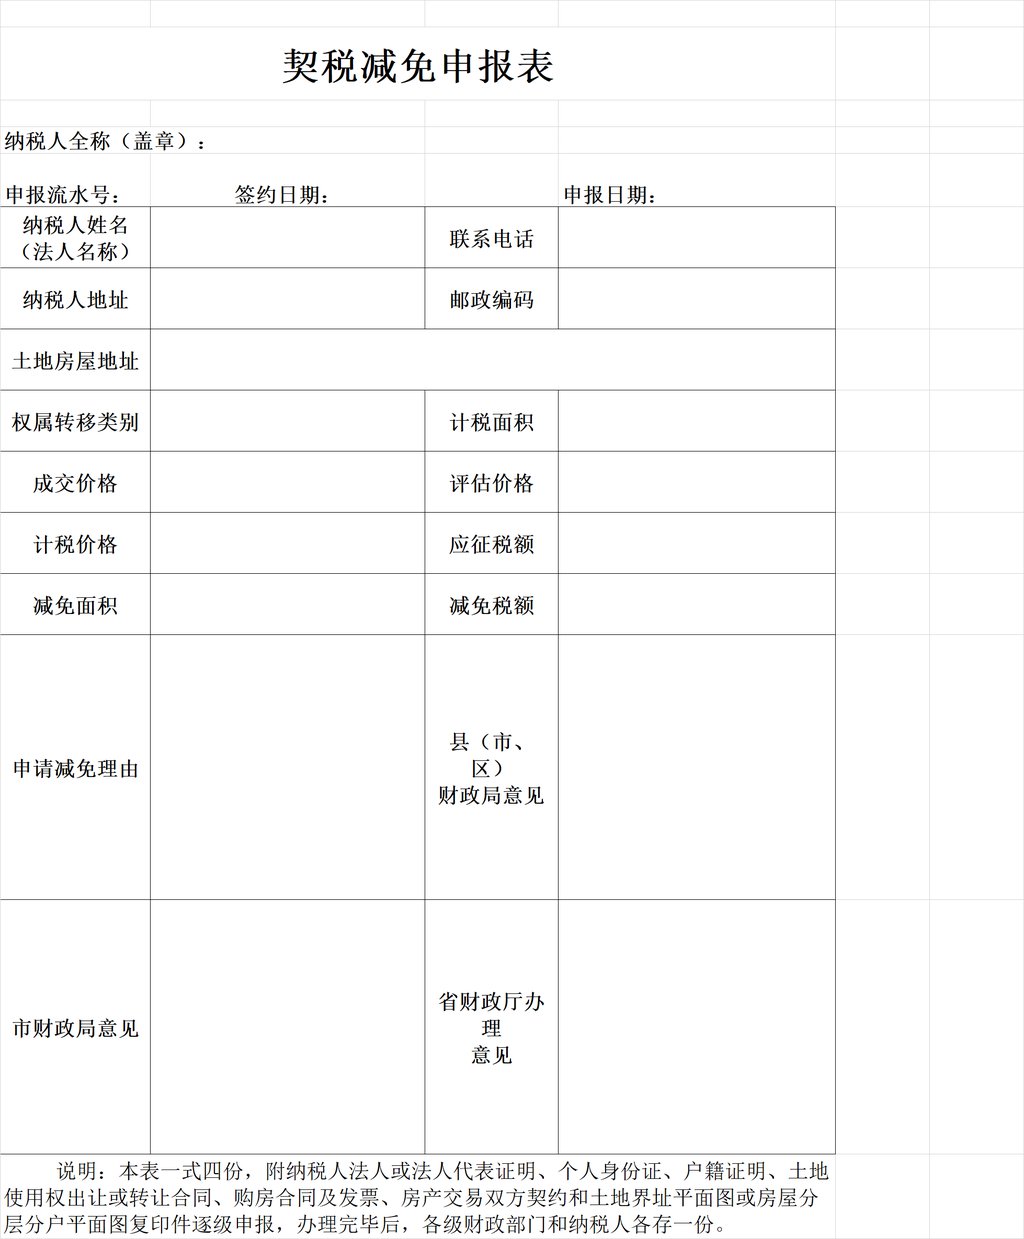 契税减免申报表
纳税人全称（盖章）：
申报流水号： 签约日期： 申报日期：
纳税人姓名
（法人名称）
联系电话
纳税人地址
邮政编码
土地房屋地址
权属转移类别
计税面积
成交价格
评估价格
计税价格
应征税额
减免面积
减免税额
申请减免理由
县（市、
区）
财政局意见
市财政局意见
省财政厅办
理
意见
说明：本表一式四份，附纳税人法人或法人代表证明、个人身份证、户籍证明、土地
使用权出让或转让合同、购房合同及发票、房产交易双方契约和土地界址平面图或房屋分
层分户平面图复印件逐级申报，办理完毕后，各级财政部门和纳税人各存一份。